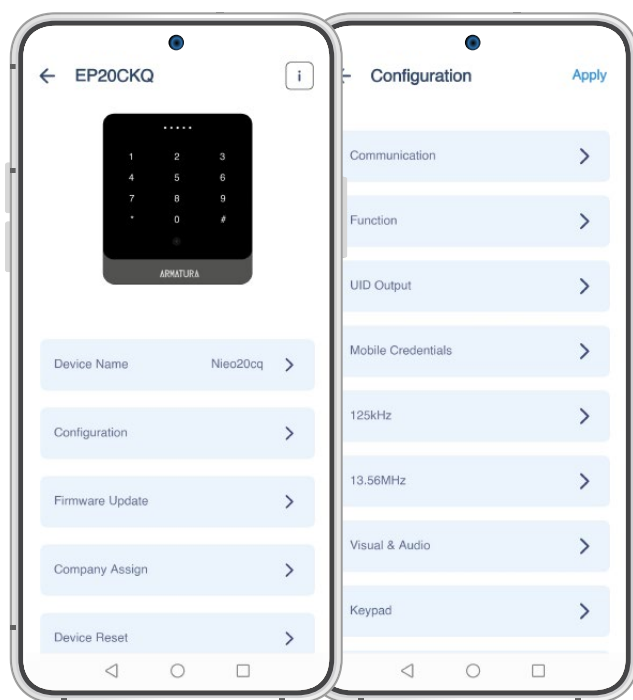 EP20CKQ
i
1 2 3
4 5 6
7 8 9
* 0 #
ARMATURA
Device Name Nieo20cq
Configuration
Firmware Update
Company Assign
Device Reset
Configuration Apply
Communication
Function
UID Output
Mobile Credentials
125kHz
13.56MHz
Visual & Audio
Keypad